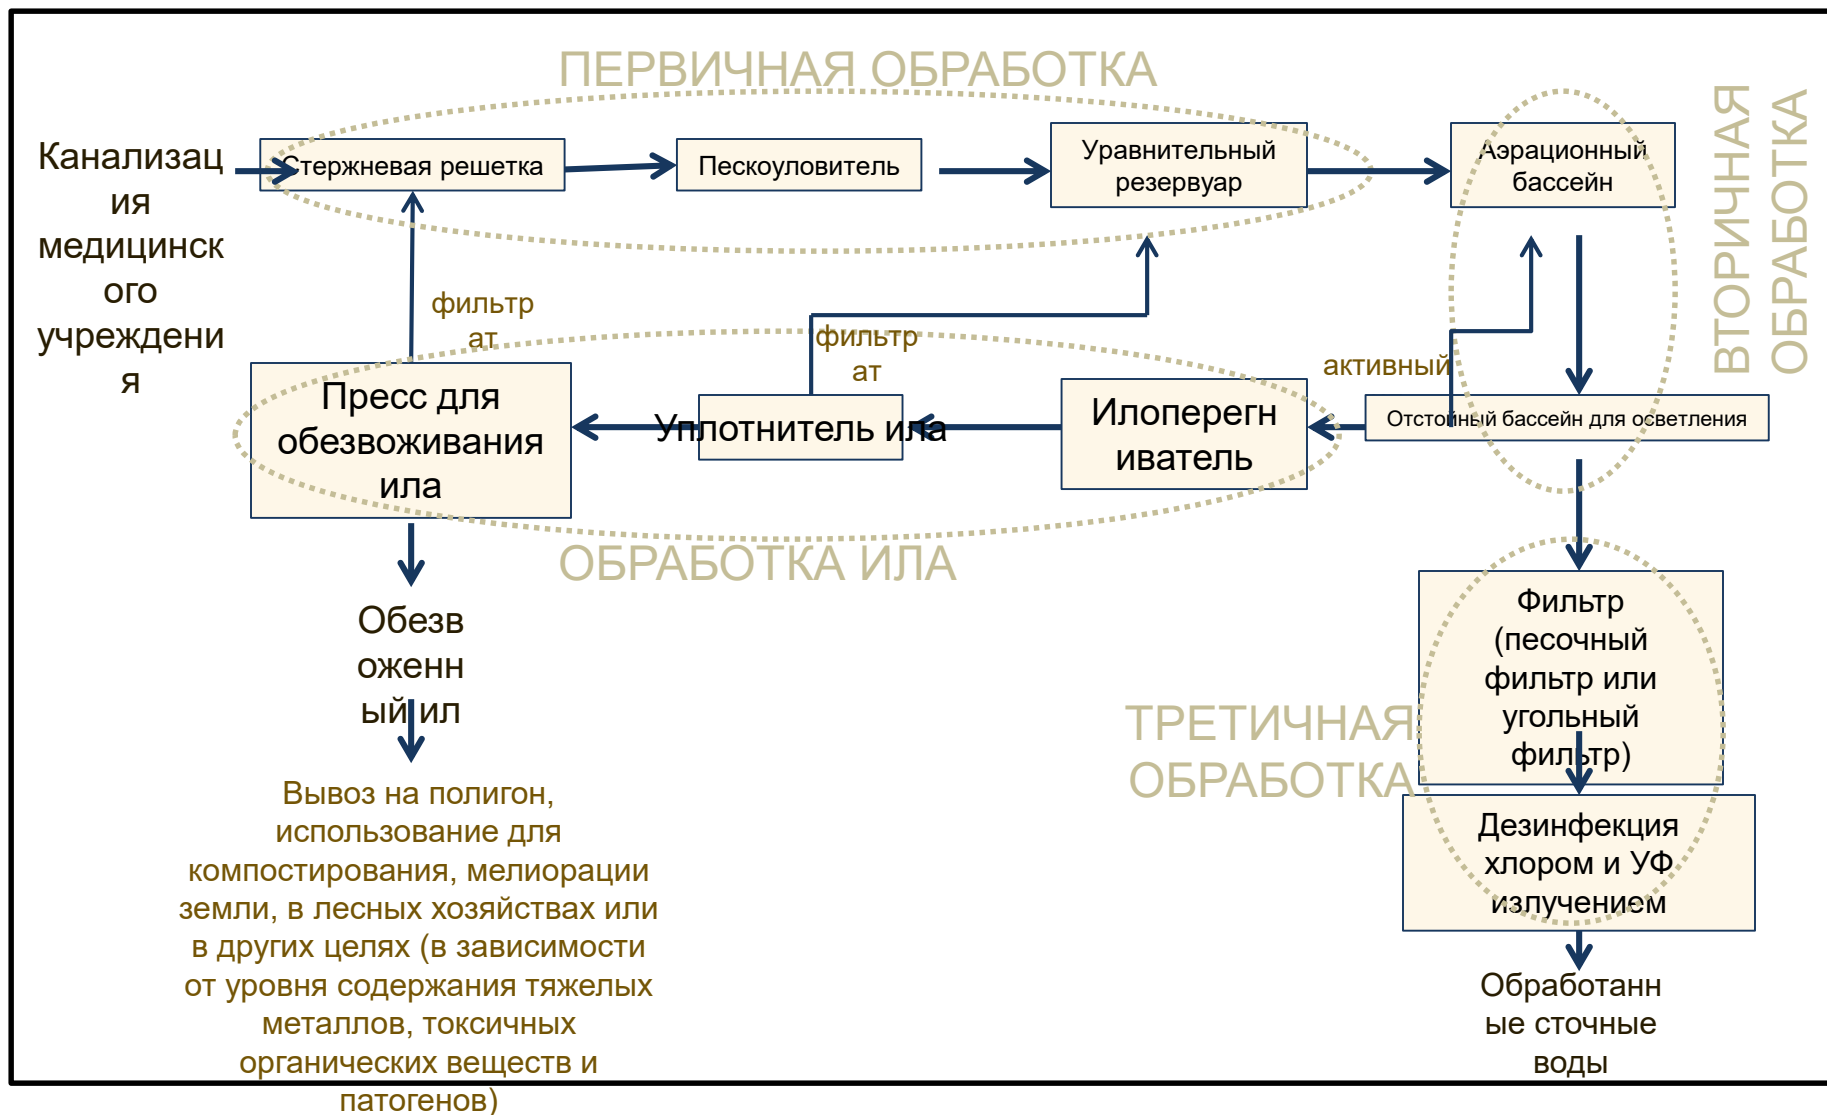 ПЕРВИЧНАЯ ОБРАБОТКА
ВТОРИЧНАЯ
ОБРАБОТКА
Канализац
ия
медицинск
ого
учреждени
я
Стержневая решетка
Пескоуловитель
Уравнительный
резервуар
Аэрационный
бассейн
фильтр
ат
фильтр
ат
активный
Пресс для
обезвоживания
ила
Уплотнитель ила
Илоперегн
иватель
Отстойный бассейн для осветления
ОБРАБОТКА ИЛА
Обезв
оженн
ый ил
Фильтр
(песочный
фильтр или
угольный
фильтр)
ТРЕТИЧНАЯ
ОБРАБОТКА
Дезинфекция
хлором и УФ
излучением
Вывоз на полигон,
использование для
компостирования, мелиорации
земли, в лесных хозяйствах или
в других целях (в зависимости
от уровня содержания тяжелых
металлов, токсичных
органических веществ и
патогенов)
Обработанн
ые сточные
воды